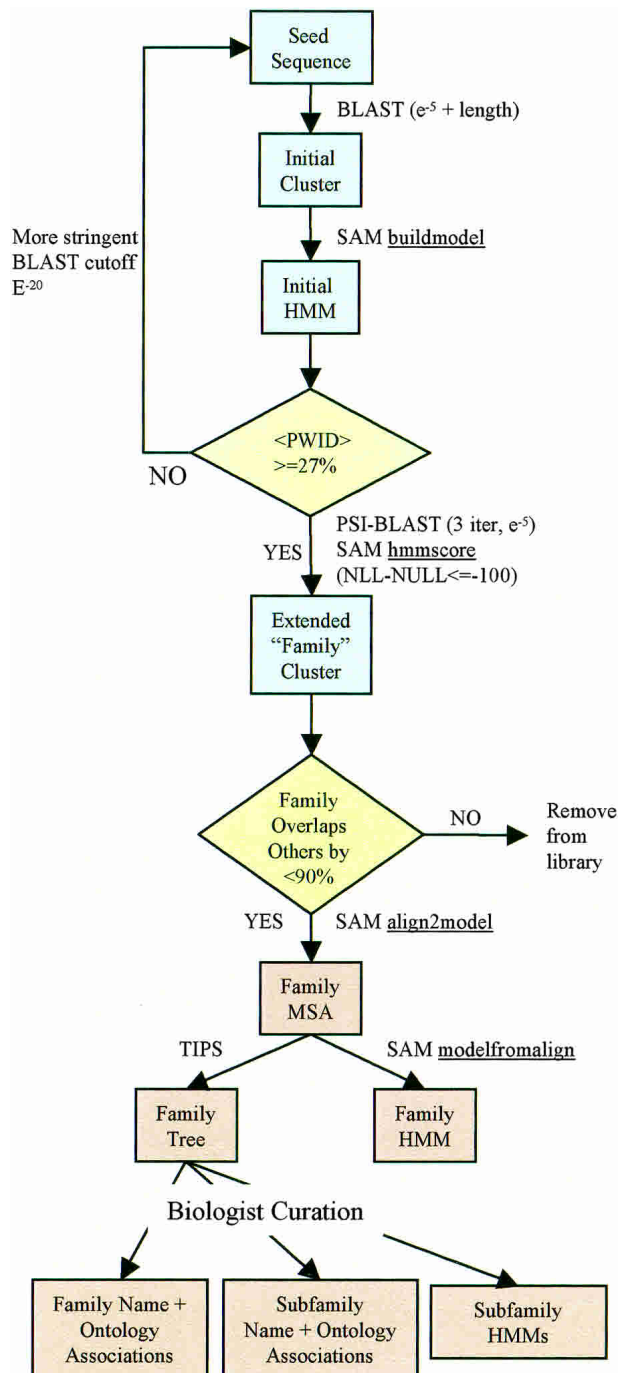 Seed
Sequence
BLAST (e⁻⁵ + length)
Initial
Cluster
More stringent
BLAST cutoff
E⁻²⁰
SAM buildmodel
Initial
HMM
<PWID>
>=27%
NO
YES
PSI-BLAST (3 iter, e⁻⁵)
SAM hmmscore
(NLL-NULL<=-100)
Extended
“Family”
Cluster
Family
Overlaps
Others by
<90%
NO
Remove
from
library
YES
SAM align2model
Family
MSA
TIPS
SAM modelfromalign
Family
Tree
Family
HMM
Biologist Curation
Family Name +
Ontology
Associations
Subfamily
Name + Ontology
Associations
Subfamily
HMMs